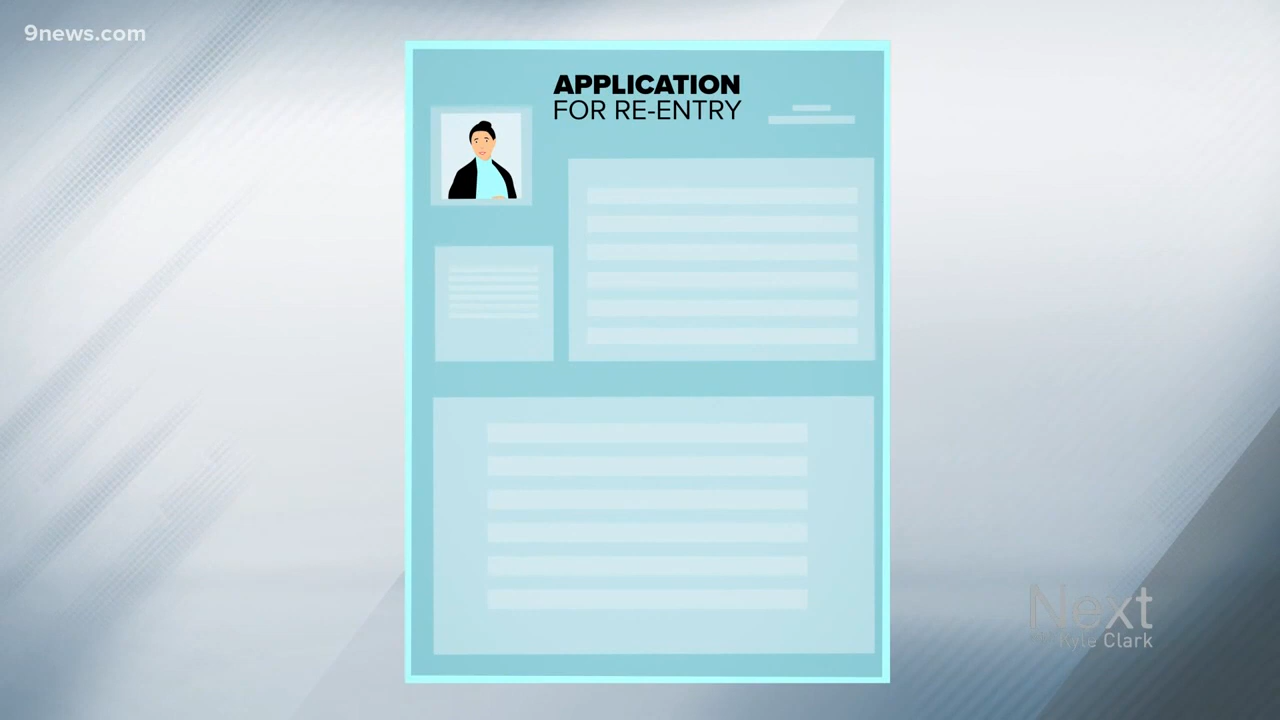 9news.com
APPLICATION
FOR RE-ENTRY
Next
Kyle Clark